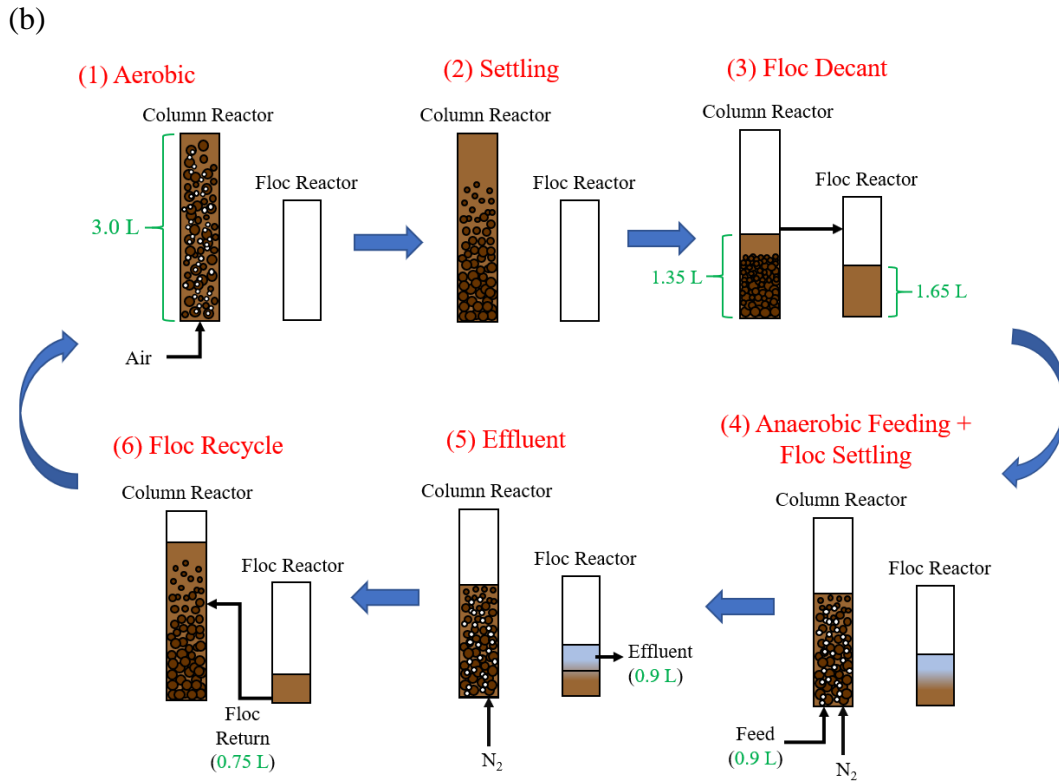 (b)
(1) Aerobic
Column Reactor
Floc Reactor
3.0 L
Air
(2) Settling
Column Reactor
Floc Reactor
(3) Floc Decant
Column Reactor
Floc Reactor
1.35 L
1.65 L
(6) Floc Recycle
Column Reactor
Floc Reactor
Floc
Return
(0.75 L)
(5) Effluent
Column Reactor
Floc Reactor
Effluent
(0.9 L)
N2
(4) Anaerobic Feeding +
Floc Settling
Column Reactor
Floc Reactor
Feed
(0.9 L)
N2